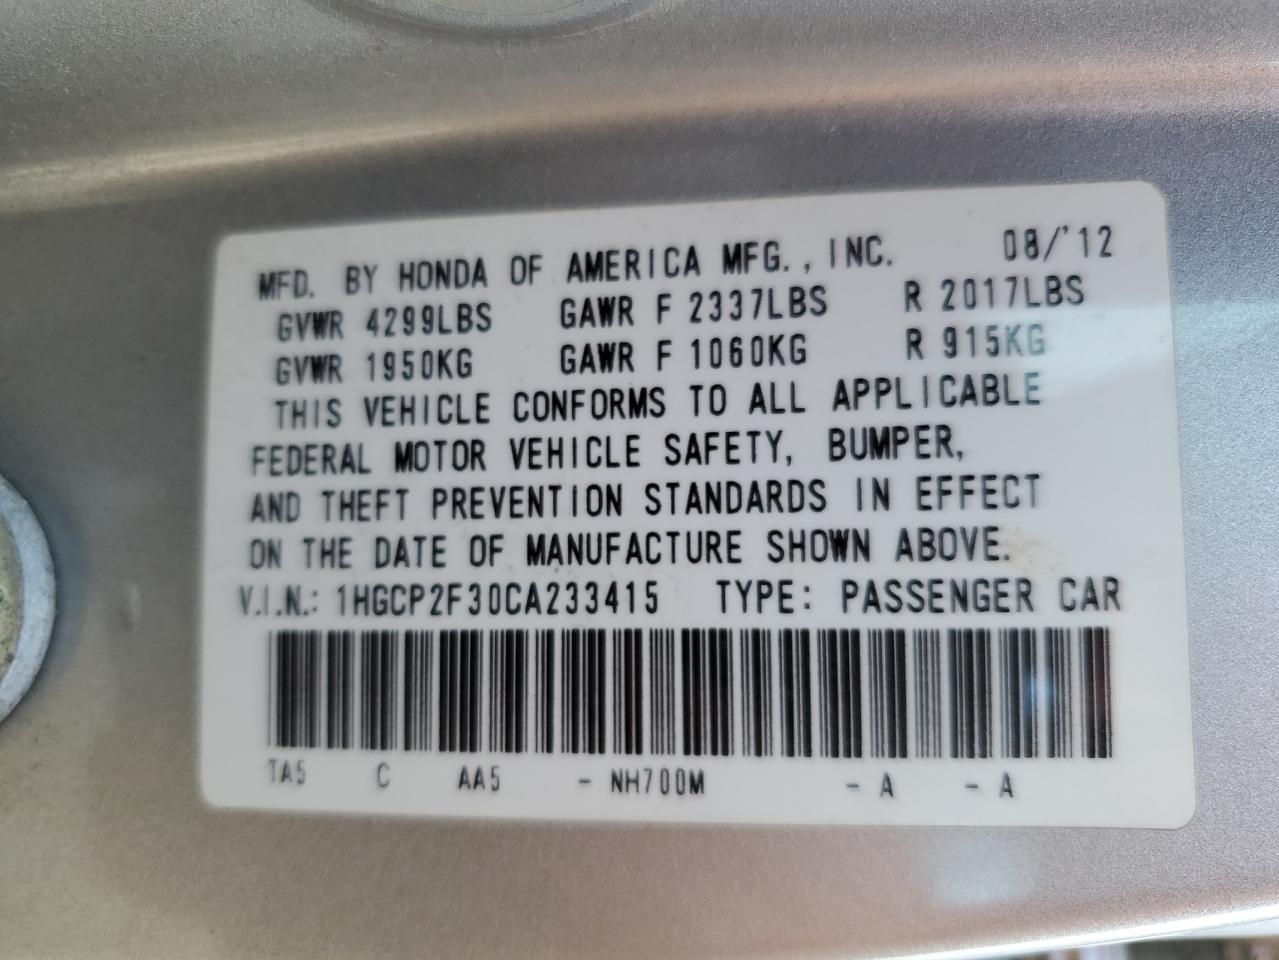 MFD. BY HONDA OF AMERICA MFG., INC. 08/'12
GVWR 4299LBS GAWR F 2337LBS R 2017LBS
GVWR 1950KG GAWR F 1060KG R 915KG
THIS VEHICLE CONFORMS TO ALL APPLICABLE
FEDERAL MOTOR VEHICLE SAFETY, BUMPER,
AND THEFT PREVENTION STANDARDS IN EFFECT
ON THE DATE OF MANUFACTURE SHOWN ABOVE.
V.I.N.: 1HGCP2F30CA233415 TYPE: PASSENGER CAR
TA5 C AA5 - NH700M - A - A